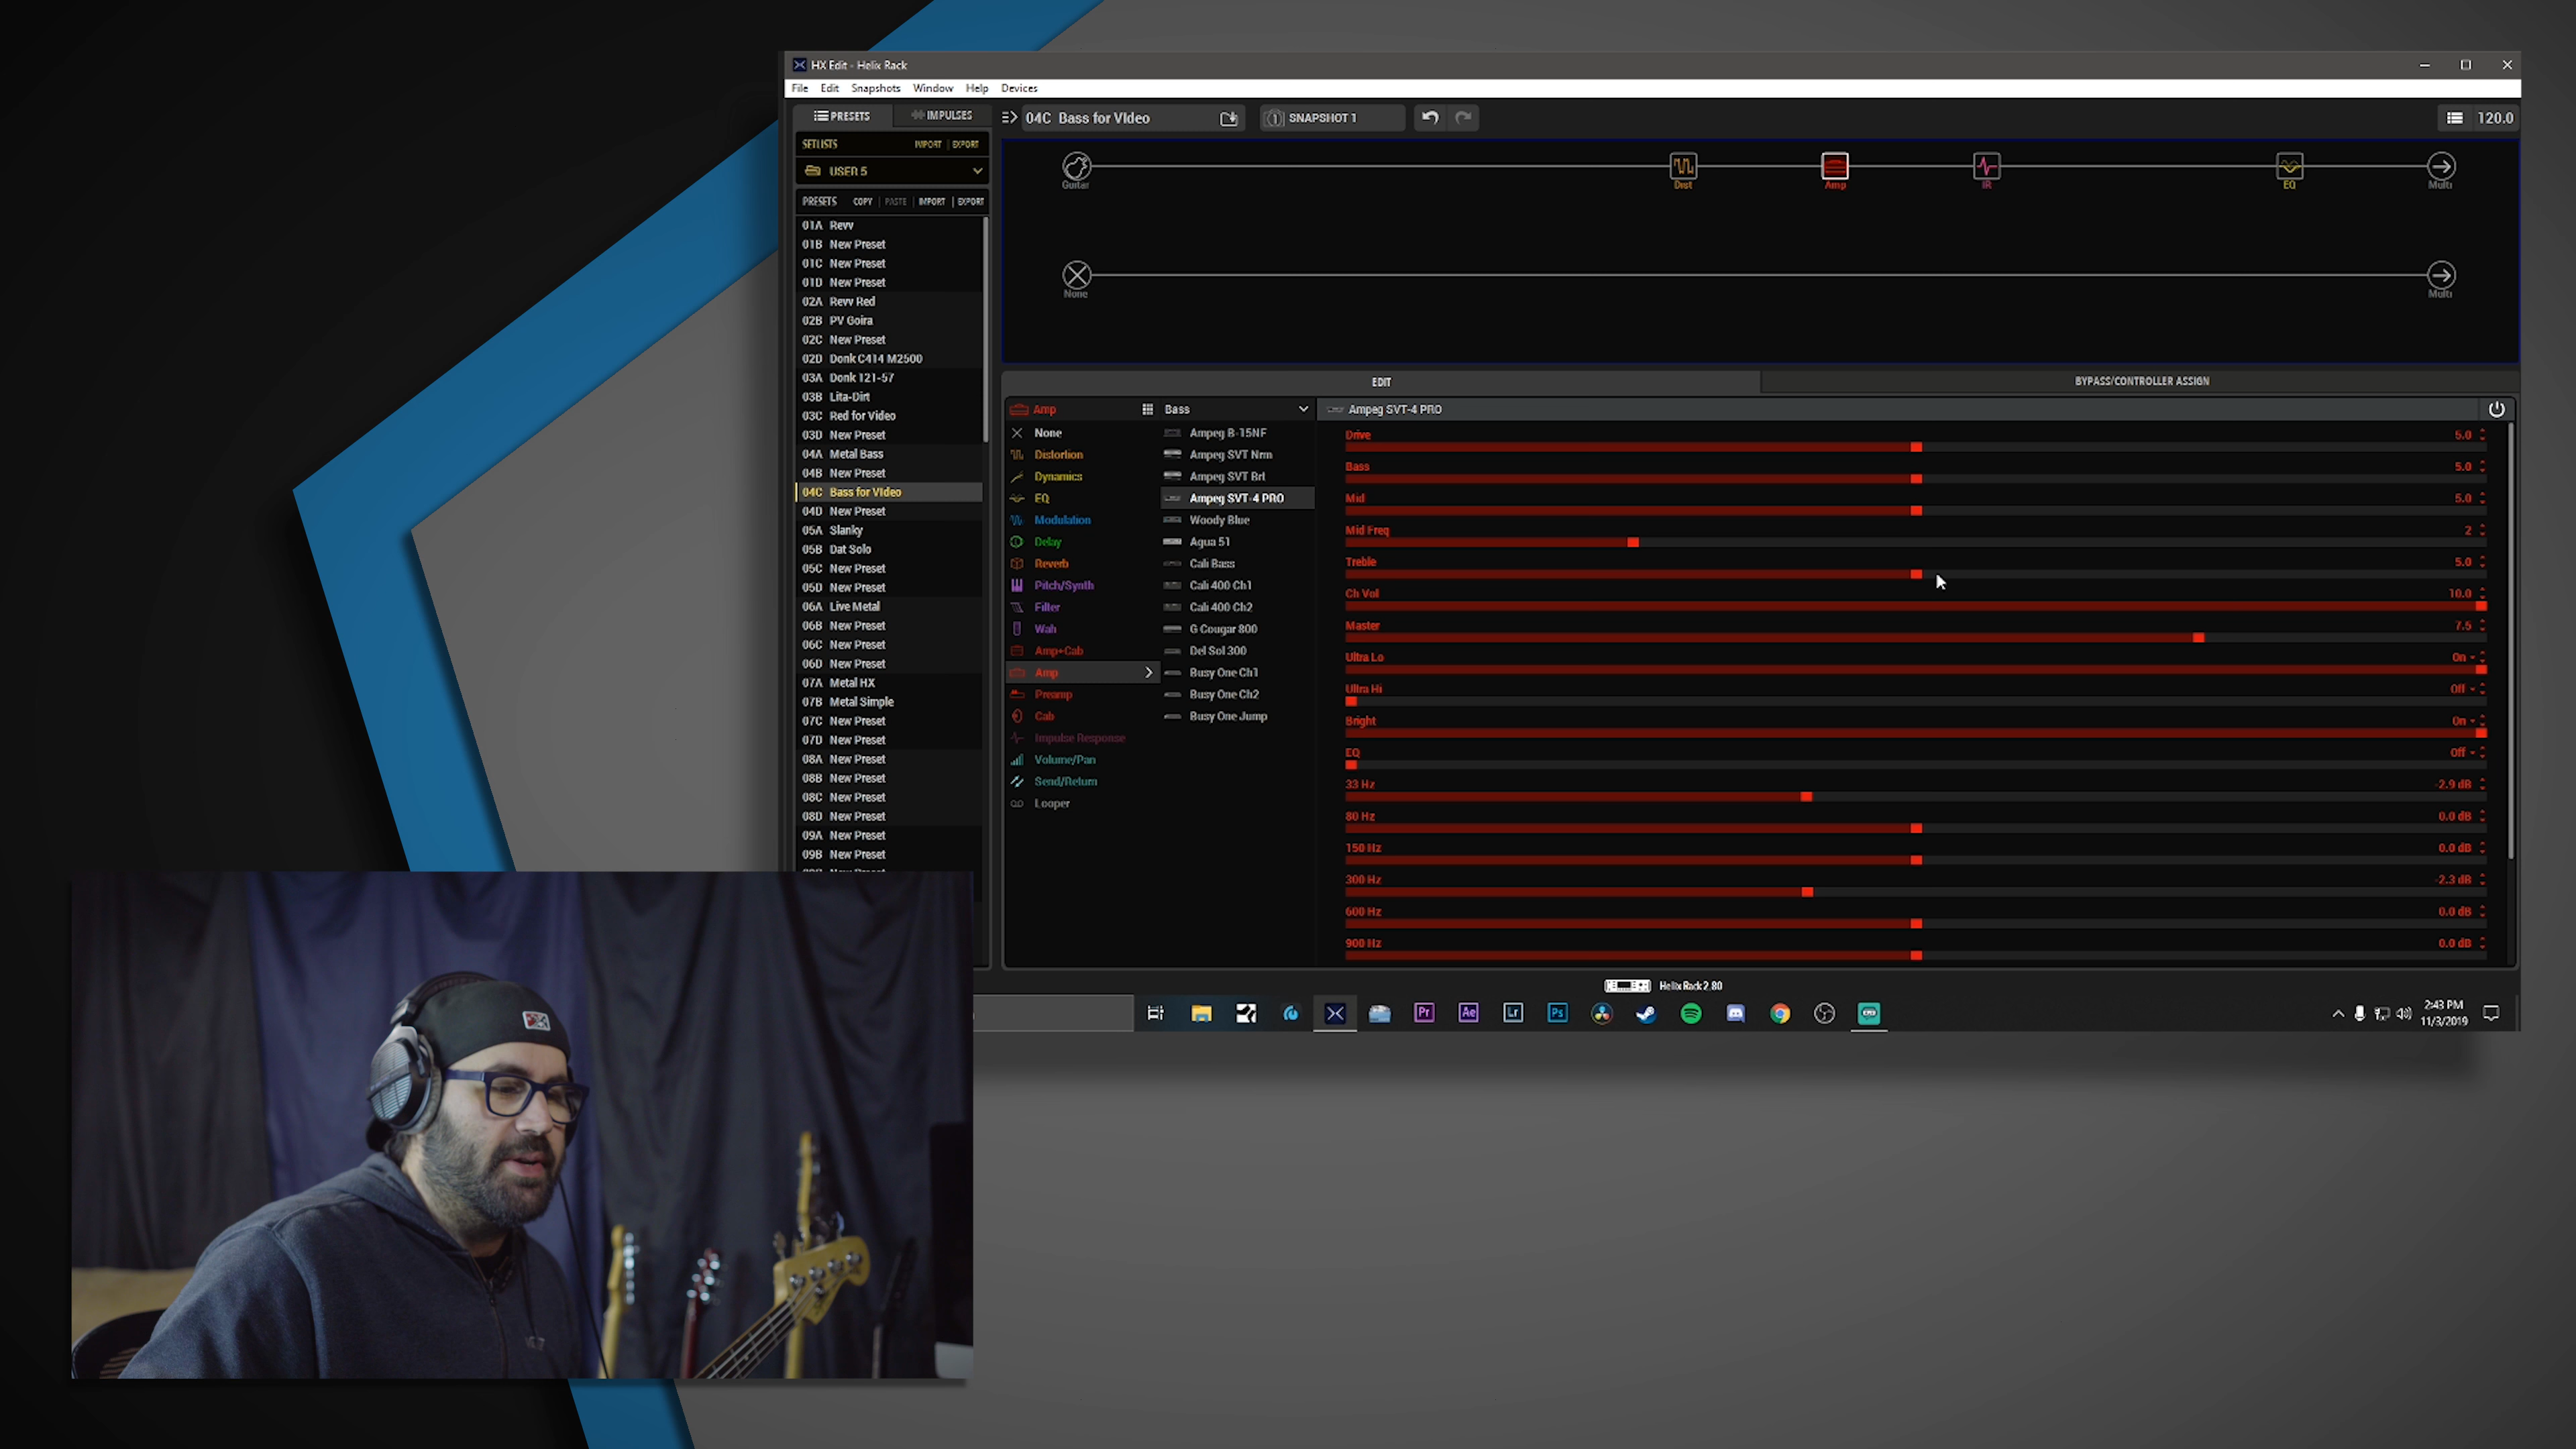 HX Edit - Helix Rack
File Edit Snapshots Window Help Devices
PRESETS IMPULSES
04C Bass for VIdeo
SNAPSHOT 1
120.0
SETLISTS IMPORT | EXPORT
USER 5
PRESETS COPY | PASTE | IMPORT | EXPORT
01A Revv
01B New Preset
01C New Preset
01D New Preset
02A Revv Red
02B PV Goira
02C New Preset
02D Donk C414 M2500
03A Donk 121-57
03B Lita-Dirt
03C Red for Video
03D New Preset
04A Metal Bass
04B New Preset
04C Bass for VIdeo
04D New Preset
05A Slanky
05B Dat Solo
05C New Preset
05D New Preset
06A Live Metal
06B New Preset
06C New Preset
06D New Preset
07A Metal HX
07B Metal Simple
07C New Preset
07D New Preset
08A New Preset
08B New Preset
08C New Preset
08D New Preset
09A New Preset
09B New Preset
Guitar
Dist
Amp
IR
EQ
Multi
None
Multi
EDIT
BYPASS/CONTROLLER ASSIGN
Amp
None
Distortion
Dynamics
EQ
Modulation
Delay
Reverb
Pitch/Synth
Filter
Wah
Amp+Cab
Amp
Preamp
Cab
Impulse Response
Volume/Pan
Send/Return
Looper
Bass
Ampeg B-15NF
Ampeg SVT Nrm
Ampeg SVT Brt
Ampeg SVT-4 PRO
Woody Blue
Agua 51
Cali Bass
Cali 400 Ch1
Cali 400 Ch2
G Cougar 800
Del Sol 300
Busy One Ch1
Busy One Ch2
Busy One Jump
Ampeg SVT-4 PRO
Drive 5.0
Bass 5.0
Mid 5.0
Mid Freq 2
Treble 5.0
Ch Vol 10.0
Master 7.5
Ultra Lo On
Ultra Hi Off
Bright On
EQ Off
33 Hz -2.9 dB
80 Hz 0.0 dB
150 Hz 0.0 dB
300 Hz -2.3 dB
600 Hz 0.0 dB
900 Hz 0.0 dB
Helix Rack 2.80
Pr
Ae
Lr
Ps
2:43 PM
11/3/2019